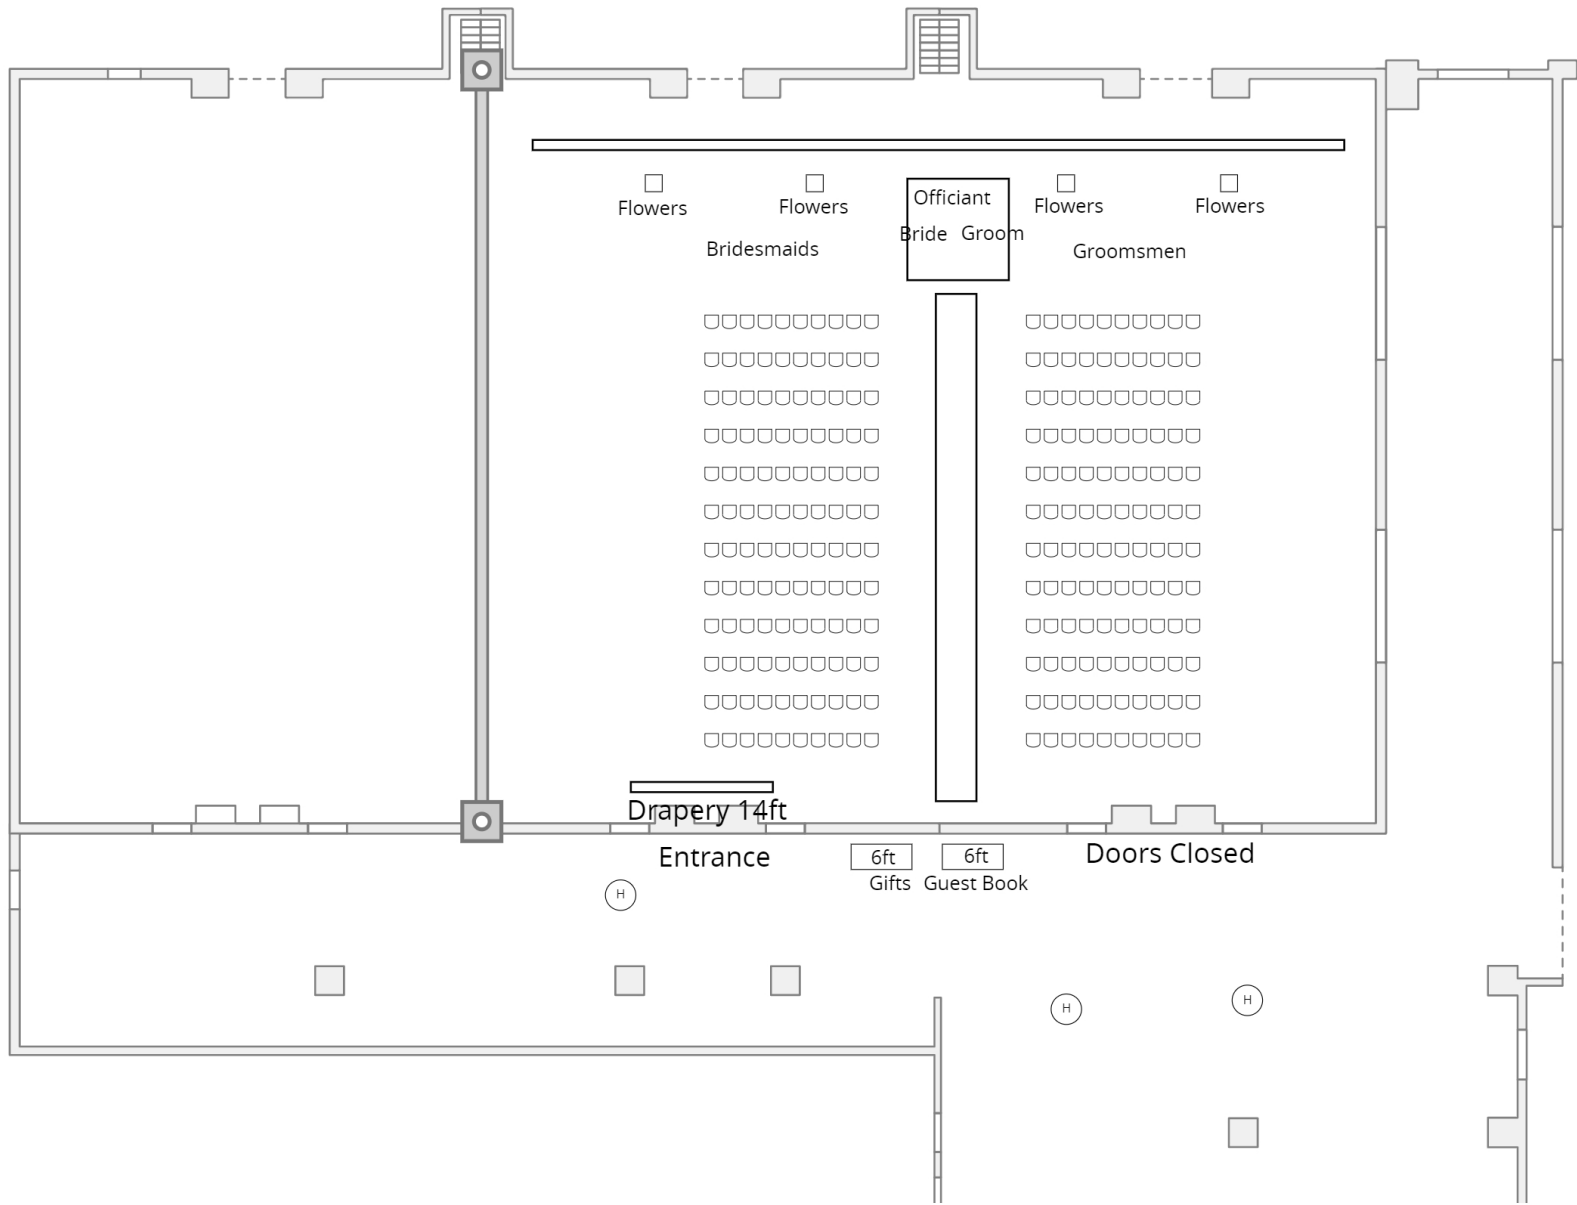 Officiant
Flowers
Flowers
Flowers
Flowers
Bride
Groom
Bridesmaids
Groomsmen
Drapery 14ft
Entrance
6ft
6ft
Doors Closed
Gifts
Guest Book
H
H
H